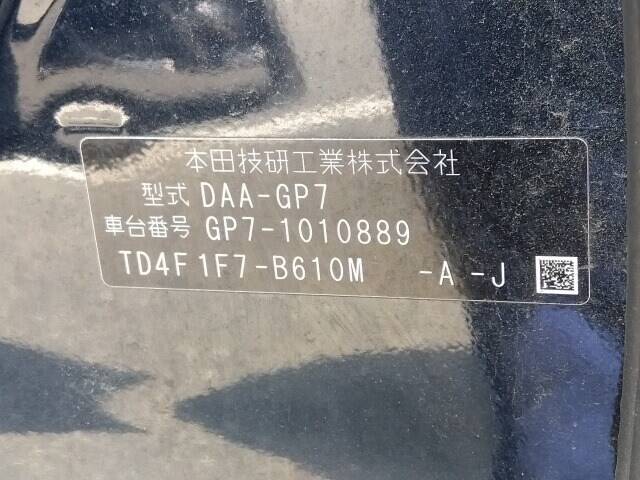 本田技研工業株式会社
型式 DAA-GP7
車台番号 GP7-1010889
TD4F1F7-B610M -A -J